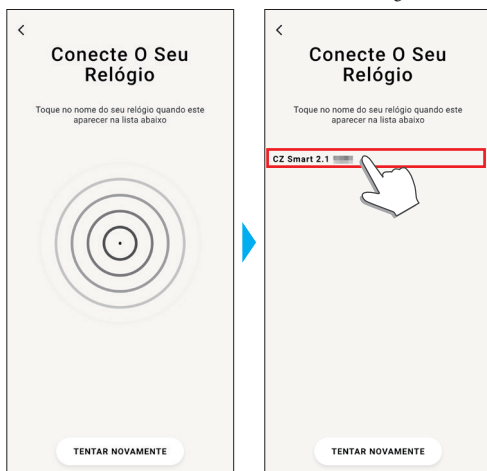 Conecte O Seu
Relógio
Toque no nome do seu relógio quando este
aparecer na lista abaixo
TENTAR NOVAMENTE
Conecte O Seu
Relógio
Toque no nome do seu relógio quando este
aparecer na lista abaixo
CZ Smart 2.1
TENTAR NOVAMENTE